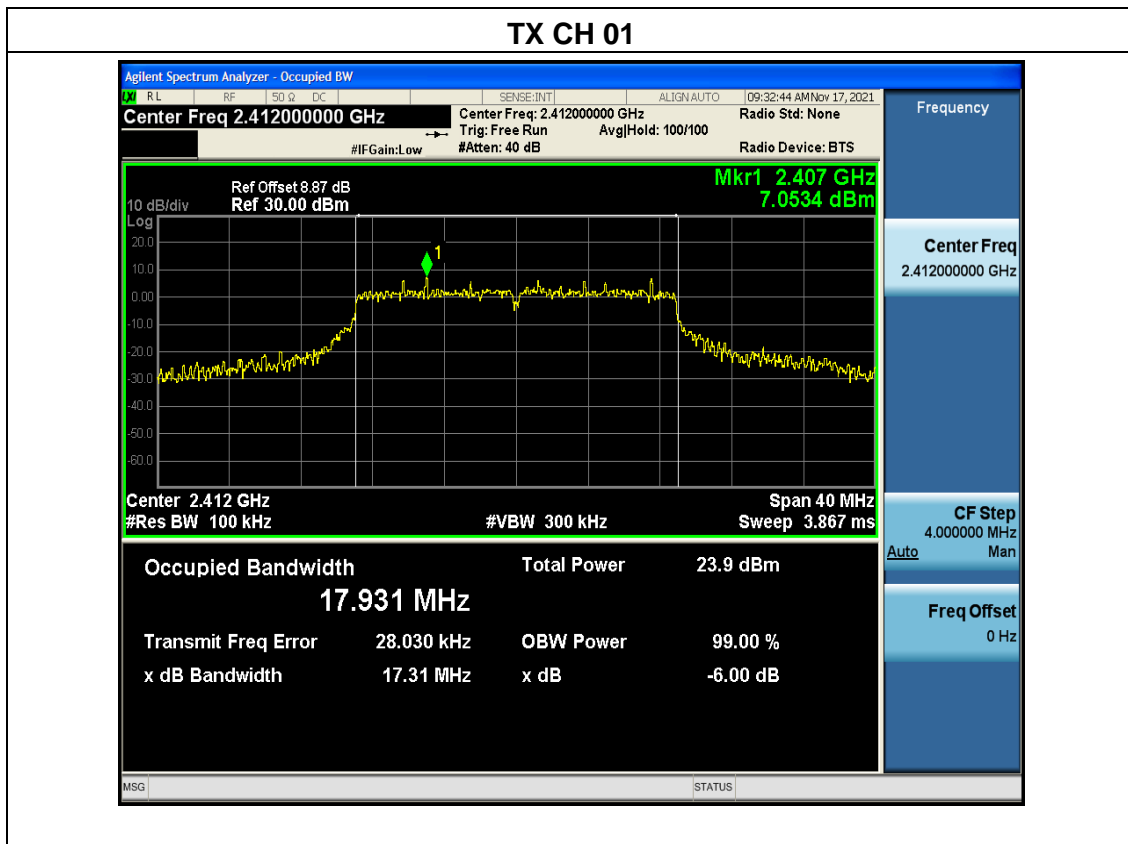 TX CH 01
Agilent Spectrum Analyzer - Occupied BW
LXI RL RF 50 Ω DC SENSE:INT ALIGN AUTO 09:32:44 AM Nov 17, 2021
Center Freq 2.412000000 GHz
Center Freq: 2.412000000 GHz
Radio Std: None
Trig: Free Run Avg|Hold: 100/100
#IFGain:Low #Atten: 40 dB Radio Device: BTS
Frequency
Mkr1 2.407 GHz
7.0534 dBm
Ref Offset 8.87 dB
10 dB/div Ref 30.00 dBm
Log
20.0
10.0
0.00
-10.0
-20.0
-30.0
-40.0
-50.0
-60.0
1
Center 2.412 GHz Span 40 MHz
#Res BW 100 kHz #VBW 300 kHz Sweep 3.867 ms
Occupied Bandwidth Total Power 23.9 dBm
17.931 MHz
Transmit Freq Error 28.030 kHz OBW Power 99.00 %
x dB Bandwidth 17.31 MHz x dB -6.00 dB
Center Freq
2.412000000 GHz
CF Step
4.000000 MHz
Auto Man
Freq Offset
0 Hz
MSG STATUS